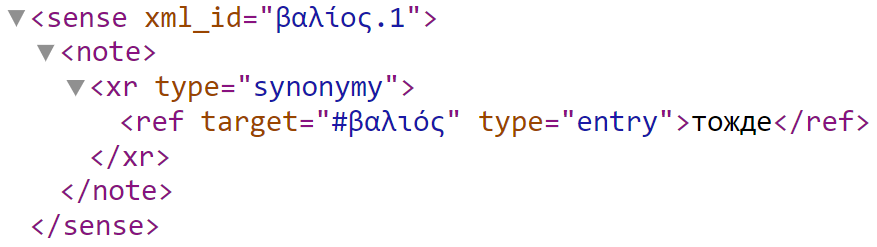 <sense xml_id="βαλίος.1">
<note>
<xr type="synonymy">
<ref target="#βαλιός" type="entry">тожде</ref>
</xr>
</note>
</sense>